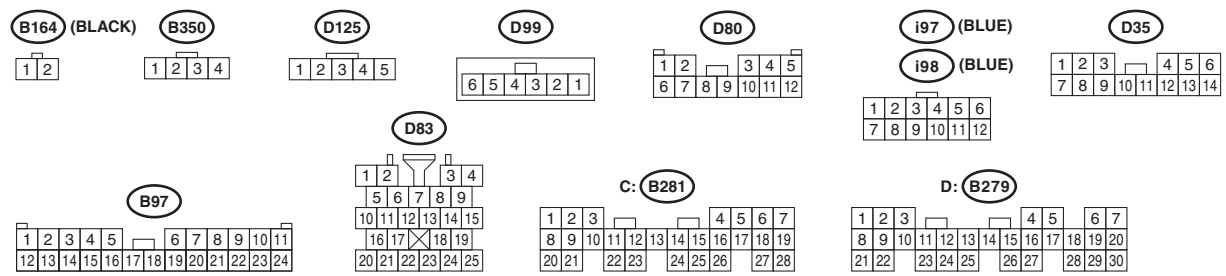 B164 (BLACK)
1 2
B350
1 2 3 4
D125
1 2 3 4 5
D99
6 5 4 3 2 1
D80
1 2 3 4 5
6 7 8 9 10 11 12
i97 (BLUE)
i98 (BLUE)
1 2 3 4 5 6
7 8 9 10 11 12
D35
1 2 3 4 5 6
7 8 9 10 11 12 13 14
B97
1 2 3 4 5 6 7 8 9 10 11
12 13 14 15 16 17 18 19 20 21 22 23 24
D83
1 2 3 4
5 6 7 8 9
10 11 12 13 14 15
16 17 18 19
20 21 22 23 24 25
C: B281
1 2 3 4 5 6 7
8 9 10 11 12 13 14 15 16 17 18 19
20 21 22 23 24 25 26 27 28
D: B279
1 2 3 4 5 6 7
8 9 10 11 12 13 14 15 16 17 18 19 20
21 22 23 24 25 26 27 28 29 30